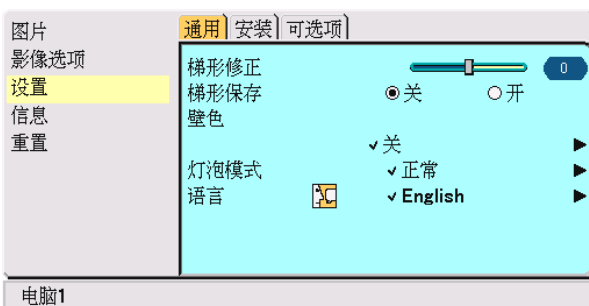 图片
影像选项
设置
信息
重置
通用 安装 可选项
梯形修正 0
梯形保存 关 开
壁色
关
灯泡模式 正常
语言 English
电脑1